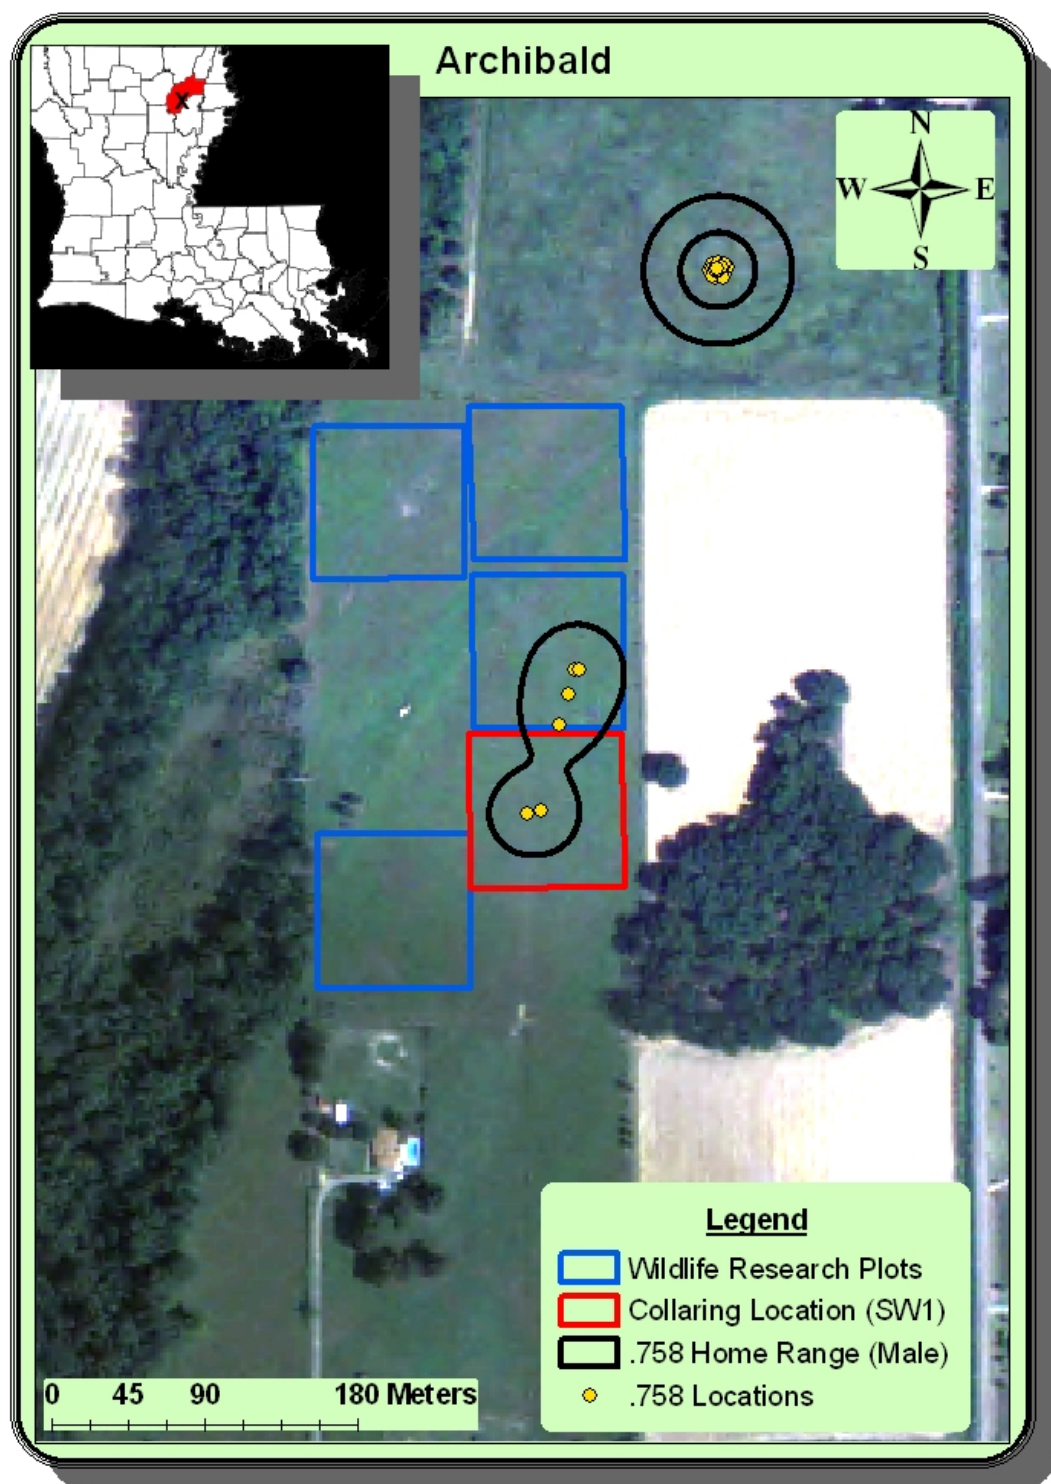 Archibald
X
N
W E
S
Legend
Wildlife Research Plots
Collaring Location (SW1)
.758 Home Range (Male)
.758 Locations
0 45 90 180 Meters